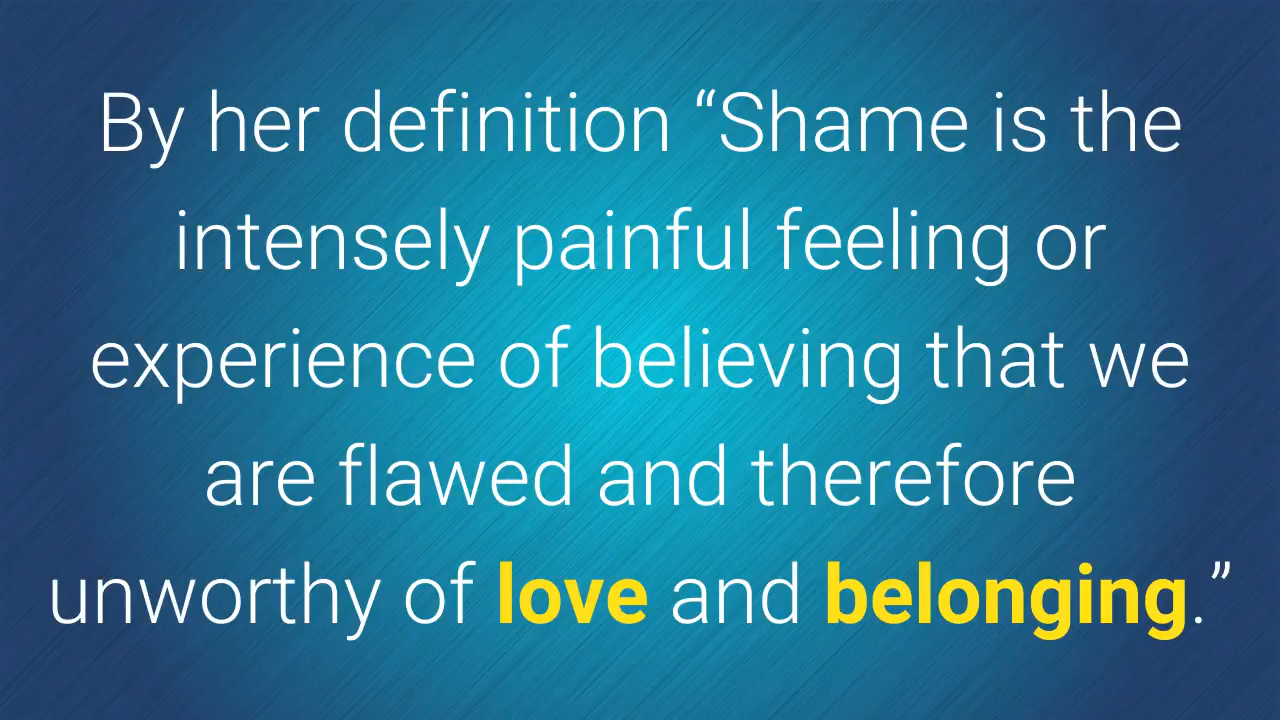 By her definition “Shame is the
intensely painful feeling or
experience of believing that we
are flawed and therefore
unworthy of love and belonging.”